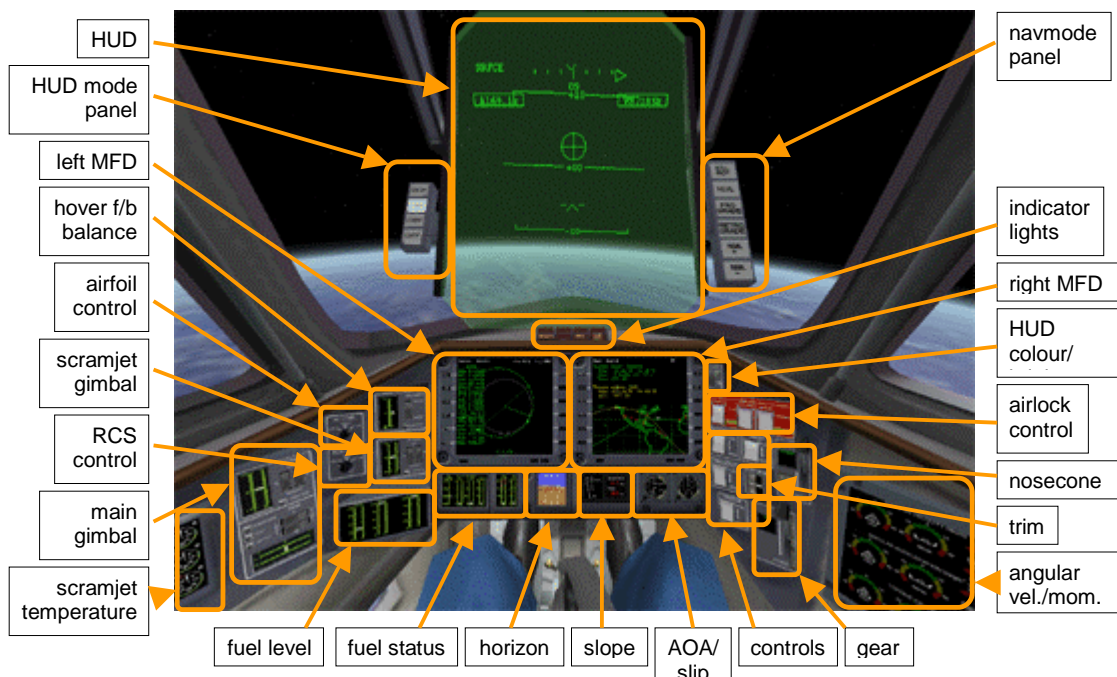 HUD
HUD mode
panel
left MFD
hover f/b
balance
airfoil
control
scramjet
gimbal
RCS
control
main
gimbal
scramjet
temperature
fuel level
fuel status
horizon
slope
AOA/
slip
controls
gear
navmode
panel
indicator
lights
right MFD
HUD
colour/
airlock
control
nosecone
trim
angular
vel./mom.